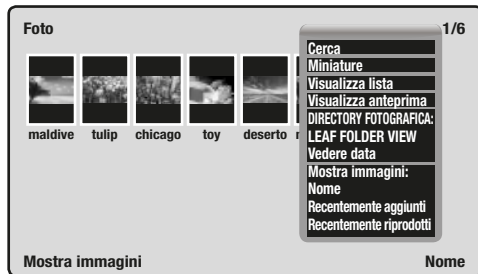 Foto
1/6
maldive tulip chicago toy deserto
Cerca
Miniature
Visualizza lista
Visualizza anteprima
DIRECTORY FOTOGRAFICA:
LEAF FOLDER VIEW
Vedere data
Mostra immagini:
Nome
Recentemente aggiunti
Recentemente riprodotti
Mostra immagini
Nome